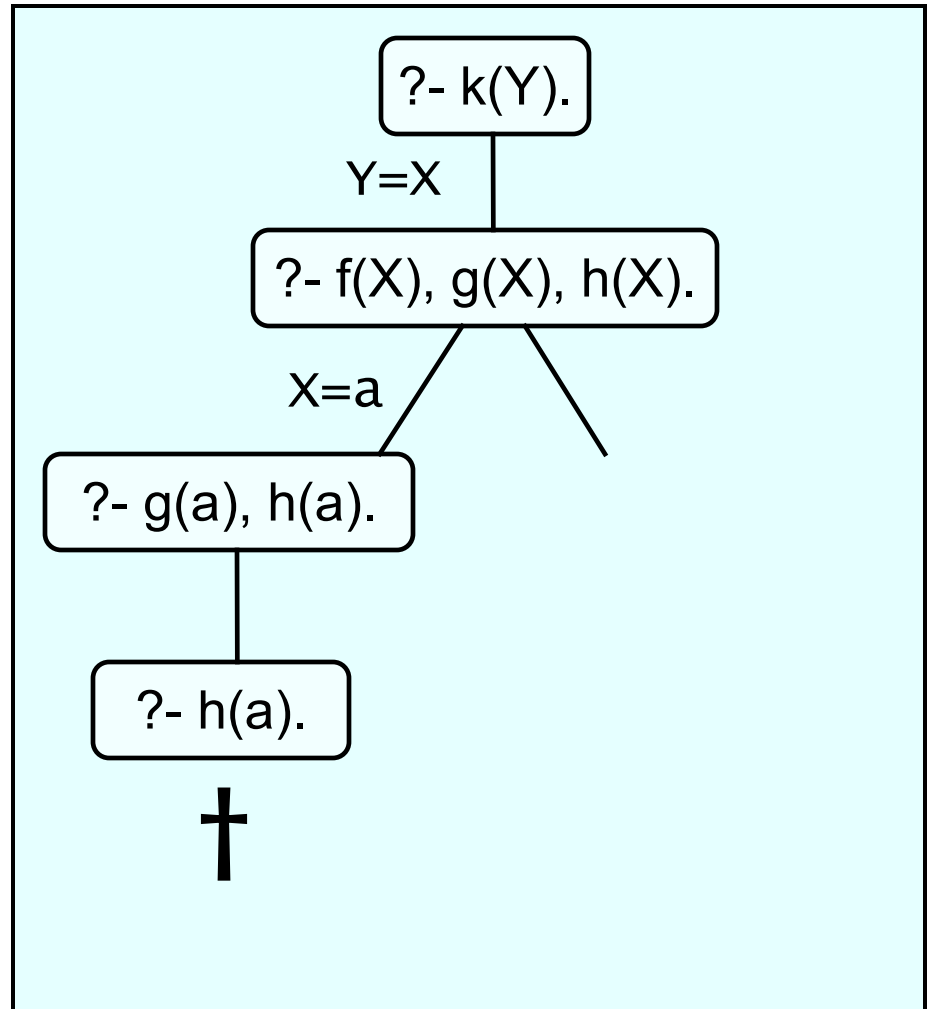 ?- k(Y).
Y=X
?- f(X), g(X), h(X).
X=a
?- g(a), h(a).
?- h(a).
†